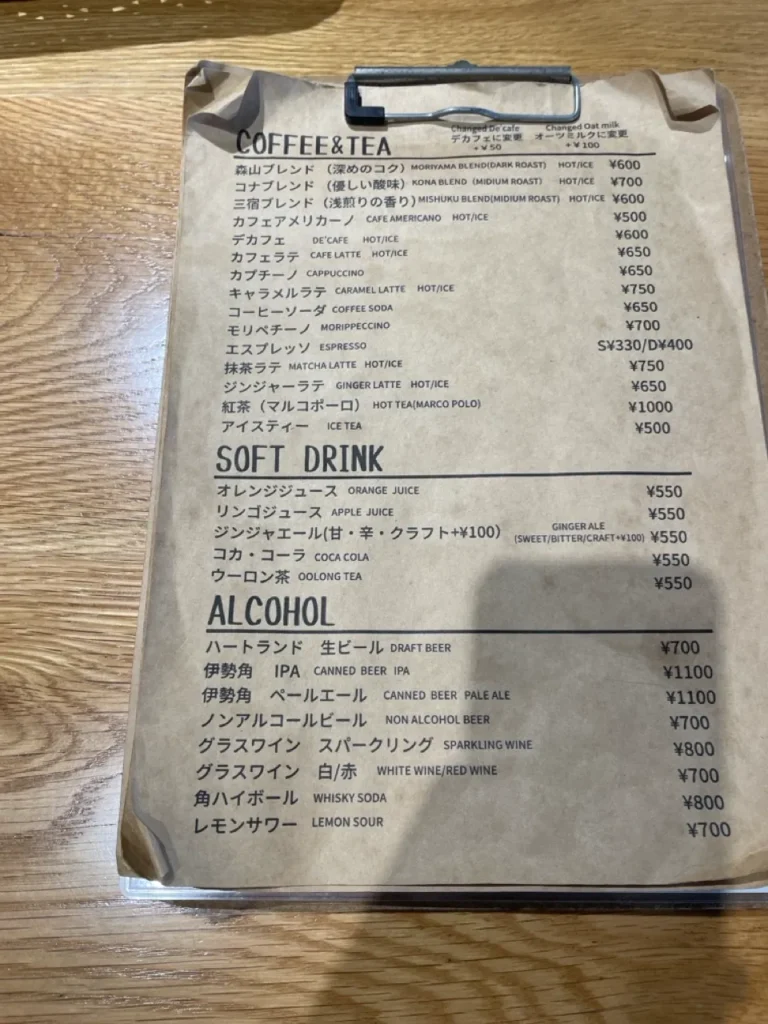 Changed De'cafe Changed Oat milk
デカフェに変更 オーツミルクに変更
+¥50 +¥100
COFFEE&TEA
森山ブレンド (深めのコク) MORIYAMA BLEND(DARK ROAST) HOT/ICE ¥600
コナブレンド (優しい酸味) KONA BLEND (MIDIUM ROAST) HOT/ICE ¥700
三宿ブレンド (浅煎りの香り) MISHUKU BLEND(MIDIUM ROAST) HOT/ICE ¥600
カフェアメリカーノ CAFE AMERICANO HOT/ICE ¥500
デカフェ DE'CAFE HOT/ICE ¥600
カフェラテ CAFE LATTE HOT/ICE ¥650
カプチーノ CAPPUCCINO ¥650
キャラメルラテ CARAMEL LATTE HOT/ICE ¥750
コーヒーソーダ COFFEE SODA ¥650
モリペチーノ MORIPPECCINO ¥700
エスプレッソ ESPRESSO S¥330/D¥400
抹茶ラテ MATCHA LATTE HOT/ICE ¥750
ジンジャーラテ GINGER LATTE HOT/ICE ¥650
紅茶 (マルコポーロ) HOT TEA(MARCO POLO) ¥1000
アイスティー ICE TEA ¥500
SOFT DRINK
オレンジジュース ORANGE JUICE ¥550
リンゴジュース APPLE JUICE ¥550
ジンジャエール(甘・辛・クラフト+¥100) GINGER ALE (SWEET/BITTER/CRAFT+¥100) ¥550
コカ・コーラ COCA COLA ¥550
ウーロン茶 OOLONG TEA ¥550
ALCOHOL
ハートランド 生ビール DRAFT BEER ¥700
伊勢角 IPA CANNED BEER IPA ¥1100
伊勢角 ペールエール CANNED BEER PALE ALE ¥1100
ノンアルコールビール NON ALCOHOL BEER ¥700
グラスワイン スパークリング SPARKLING WINE ¥800
グラスワイン 白/赤 WHITE WINE/RED WINE ¥700
角ハイボール WHISKY SODA ¥800
レモンサワー LEMON SOUR ¥700